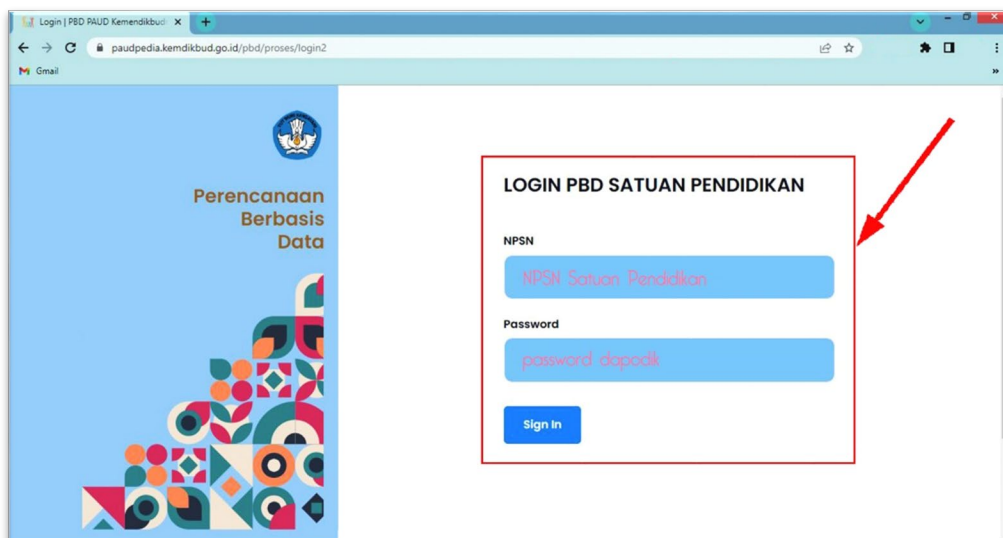 Login | PBD PAUD Kemendikbud
paudpedia.kemdikbud.go.id/pbd/proses/login2
Gmail
Perencanaan
Berbasis
Data
LOGIN PBD SATUAN PENDIDIKAN
NPSN
NPSN Satuan Pendidikan
Password
password dapodik
Sign In